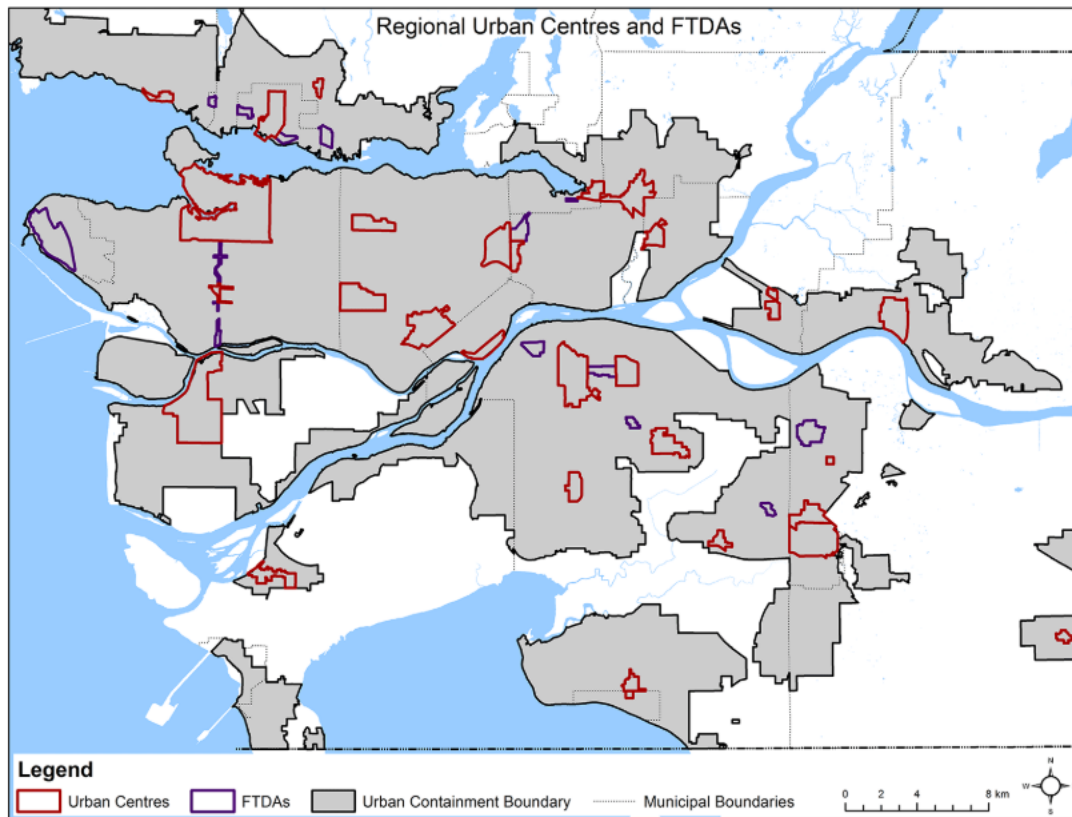 Regional Urban Centres and FTDAs
Legend
Urban Centres FTDAs Urban Containment Boundary Municipal Boundaries
0 2 4 8 km
N
W E
S